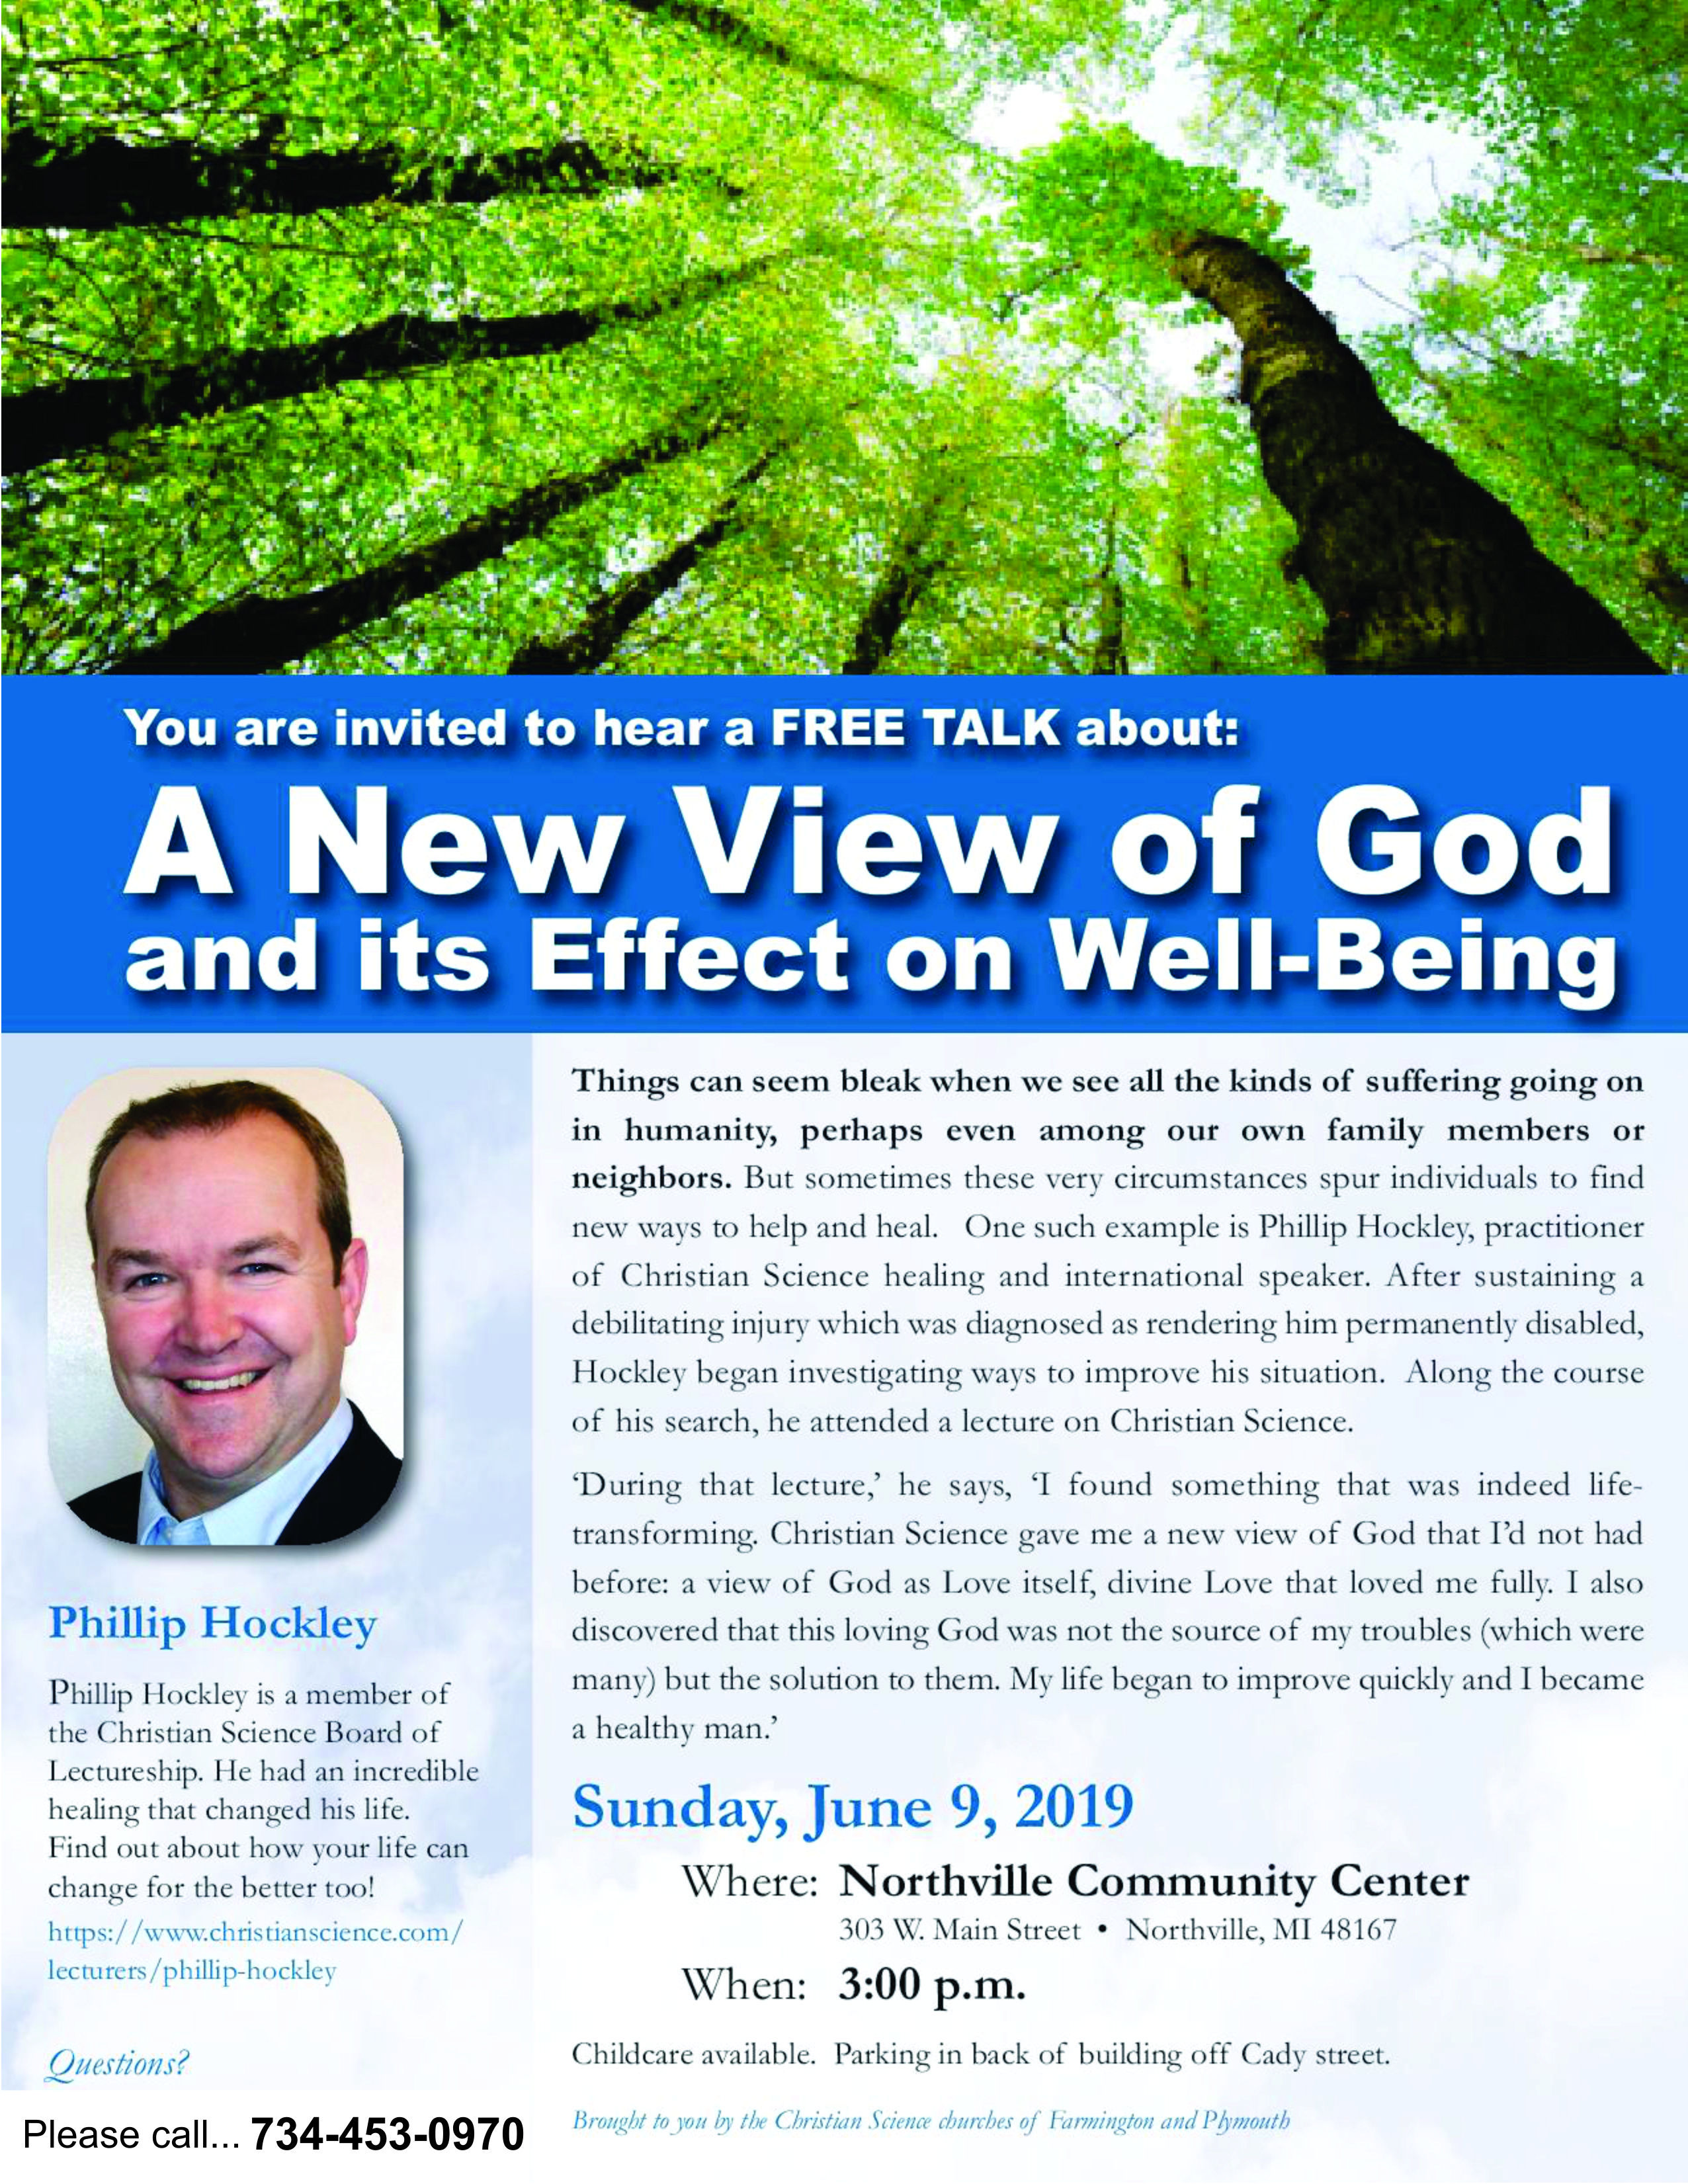 You are invited to hear a FREE TALK about:
A New View of God
and its Effect on Well-Being
Phillip Hockley
Phillip Hockley is a member of
the Christian Science Board of
Lectureship. He had an incredible
healing that changed his life.
Find out about how your life can
change for the better too!
https://www.christianscience.com/
lecturers/phillip-hockley
Questions?
Please call... 734-453-0970
Things can seem bleak when we see all the kinds of suffering going on
in humanity, perhaps even among our own family members or
neighbors. But sometimes these very circumstances spur individuals to find
new ways to help and heal.   One such example is Phillip Hockley, practitioner
of Christian Science healing and international speaker. After sustaining a
debilitating injury which was diagnosed as rendering him permanently disabled,
Hockley began investigating ways to improve his situation.  Along the course
of his search, he attended a lecture on Christian Science.
‘During that lecture,’ he says, ‘I found something that was indeed life-
transforming. Christian Science gave me a new view of God that I’d not had
before: a view of God as Love itself, divine Love that loved me fully. I also
discovered that this loving God was not the source of my troubles (which were
many) but the solution to them. My life began to improve quickly and I became
a healthy man.’
Sunday, June 9, 2019
Where: Northville Community Center
303 W. Main Street • Northville, MI 48167
When: 3:00 p.m.
Childcare available.  Parking in back of building off Cady street.
Brought to you by the Christian Science churches of Farmington and Plymouth